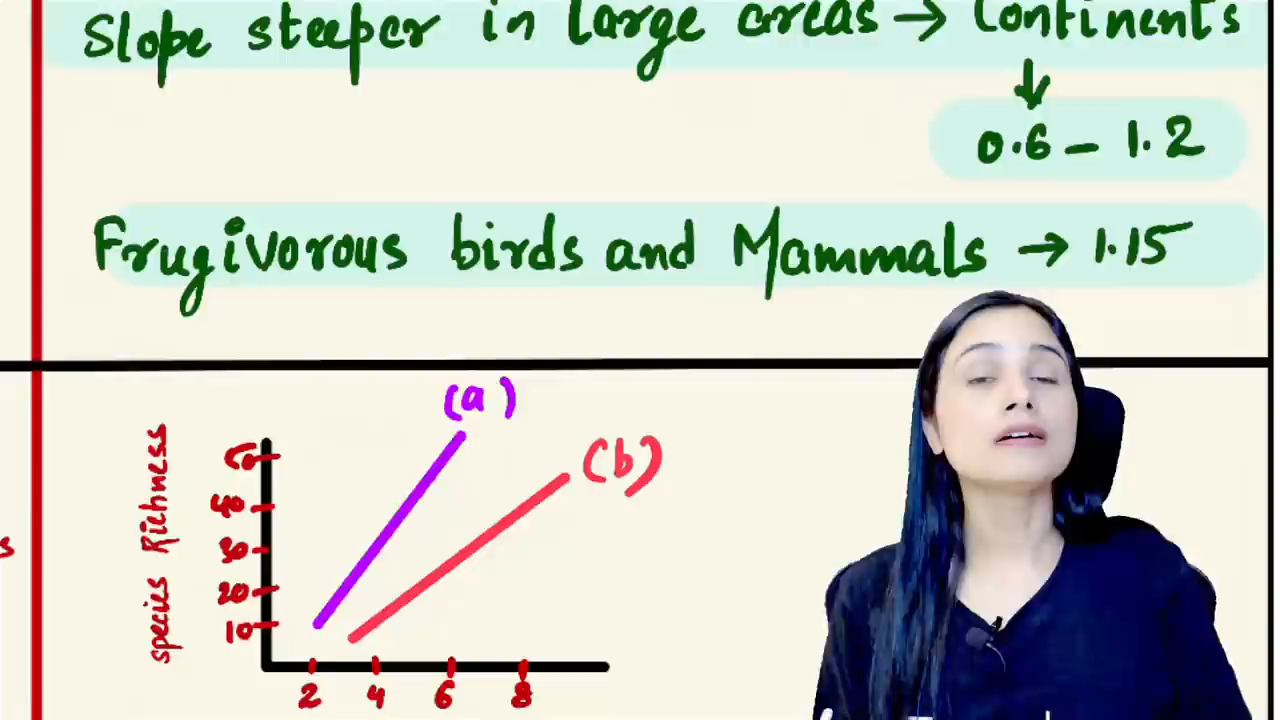 Slope steeper in large areas → Continents
↓
0.6 - 1.2
Frugivorous birds and Mammals → 1.15
(a)
(b)
species Richness
50
40
30
20
10
2 4 6 8
s